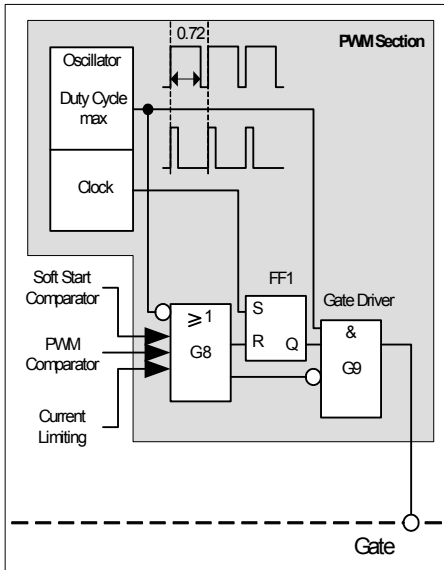 0.72
PWM Section
Oscillator
Duty Cycle
max
Clock
Soft Start
Comparator
PWM
Comparator
Current
Limiting
≥1
G8
FF1
S
R
Q
Gate Driver
&
G9
Gate